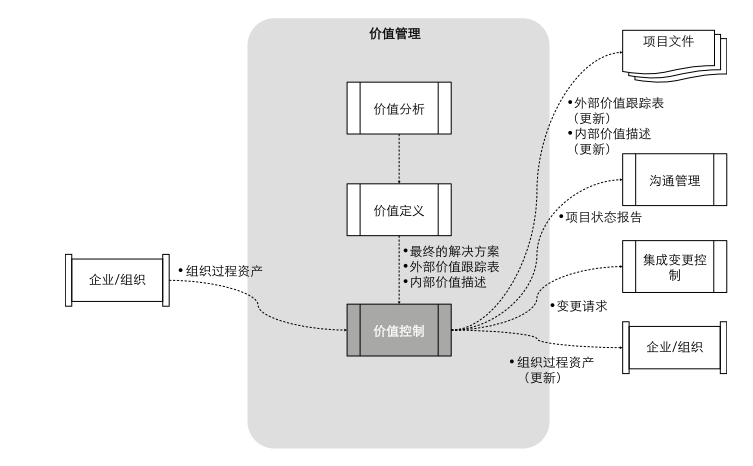 价值管理
项目文件
价值分析
•外部价值跟踪表
（更新）
•内部价值描述
（更新）
沟通管理
价值定义
•项目状态报告
•最终的解决方案
•外部价值跟踪表
•内部价值描述
集成变更控
制
企业/组织
•组织过程资产
•变更请求
价值控制
企业/组织
•组织过程资产
（更新）